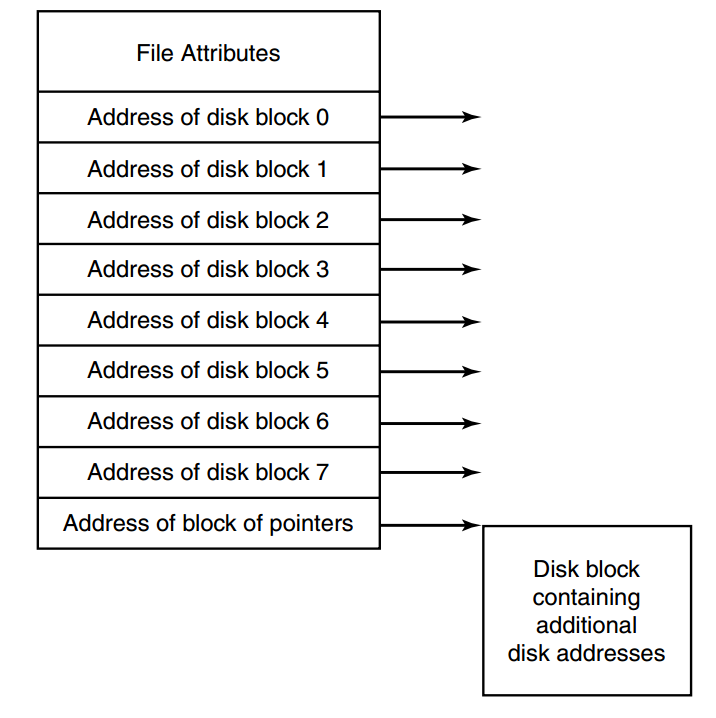 File Attributes
Address of disk block 0
Address of disk block 1
Address of disk block 2
Address of disk block 3
Address of disk block 4
Address of disk block 5
Address of disk block 6
Address of disk block 7
Address of block of pointers
Disk block
containing
additional
disk addresses